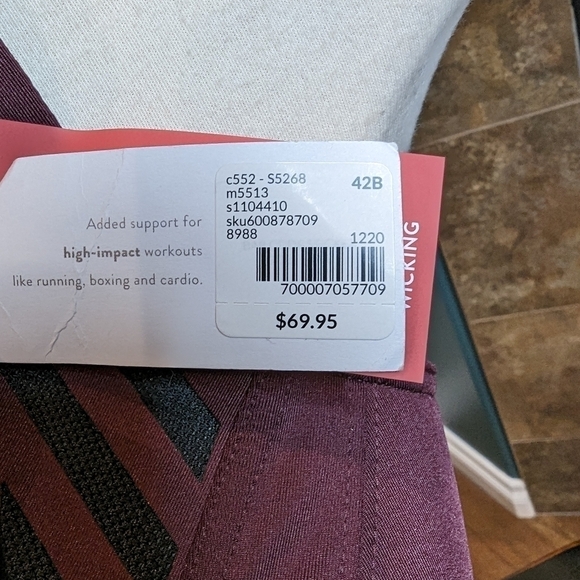 Added support for
high-impact workouts
like running, boxing and cardio.
c552 - S5268
42B
m5513
s1104410
sku600878709
8988
1220
700007057709
$69.95
WICKING